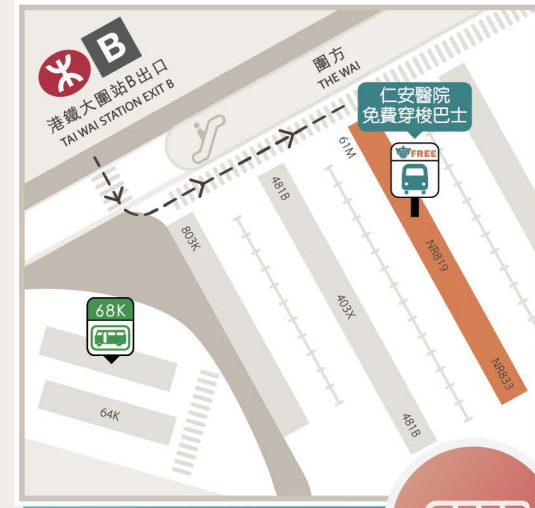 B
港鐵大圍站B出口
TAI WAI STATION EXIT B
圍方
THE WAI
仁安醫院
免費穿梭巴士
FREE
61M
481B
803K
NR819
403X
68K
NR833
64K
481B